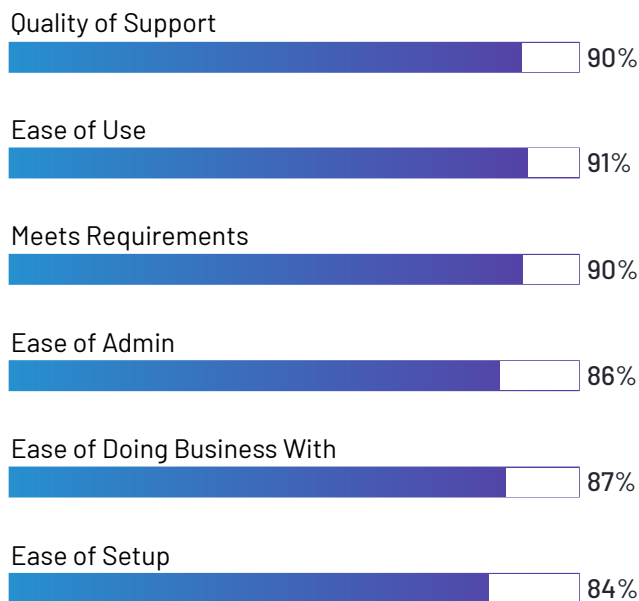 Quality of Support
90%
Ease of Use
91%
Meets Requirements
90%
Ease of Admin
86%
Ease of Doing Business With
87%
Ease of Setup
84%